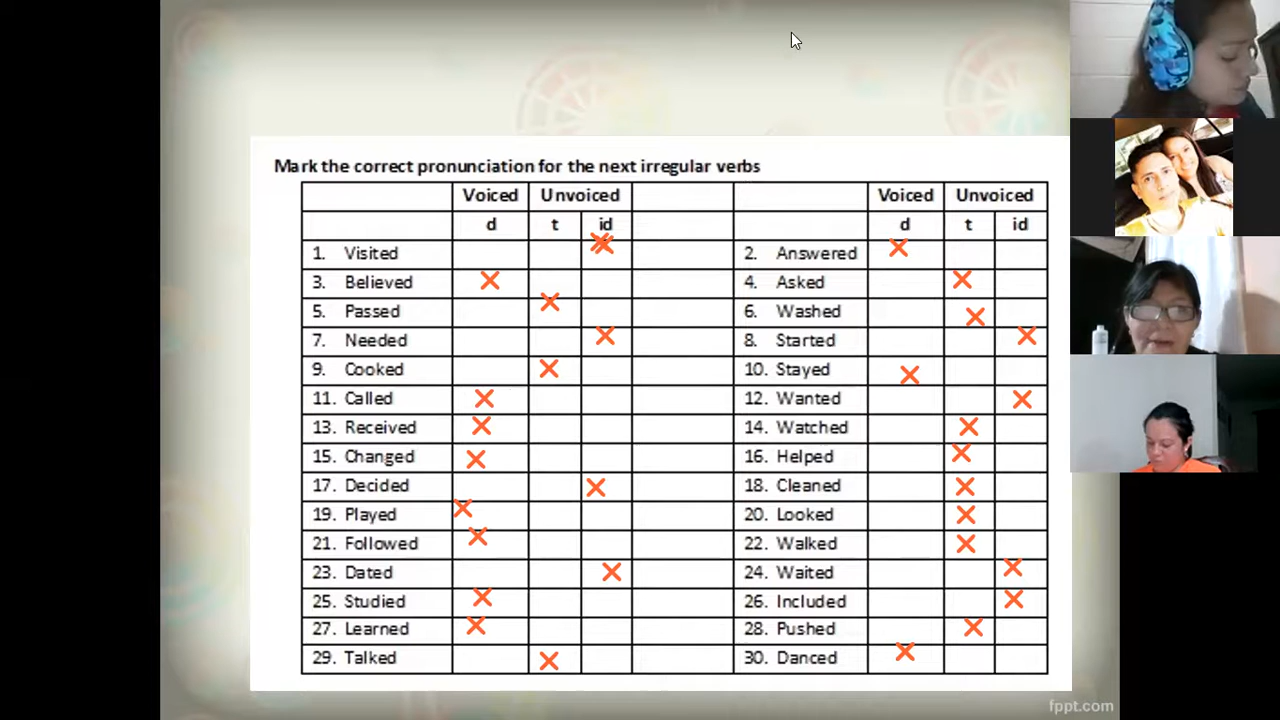 Mark the correct pronunciation for the next irregular verbs
Voiced Unvoiced Voiced Unvoiced
d t id d t id
1. Visited 2. Answered
3. Believed 4. Asked
5. Passed 6. Washed
7. Needed 8. Started
9. Cooked 10. Stayed
11. Called 12. Wanted
13. Received 14. Watched
15. Changed 16. Helped
17. Decided 18. Cleaned
19. Played 20. Looked
21. Followed 22. Walked
23. Dated 24. Waited
25. Studied 26. Included
27. Learned 28. Pushed
29. Talked 30. Danced
fppt.com